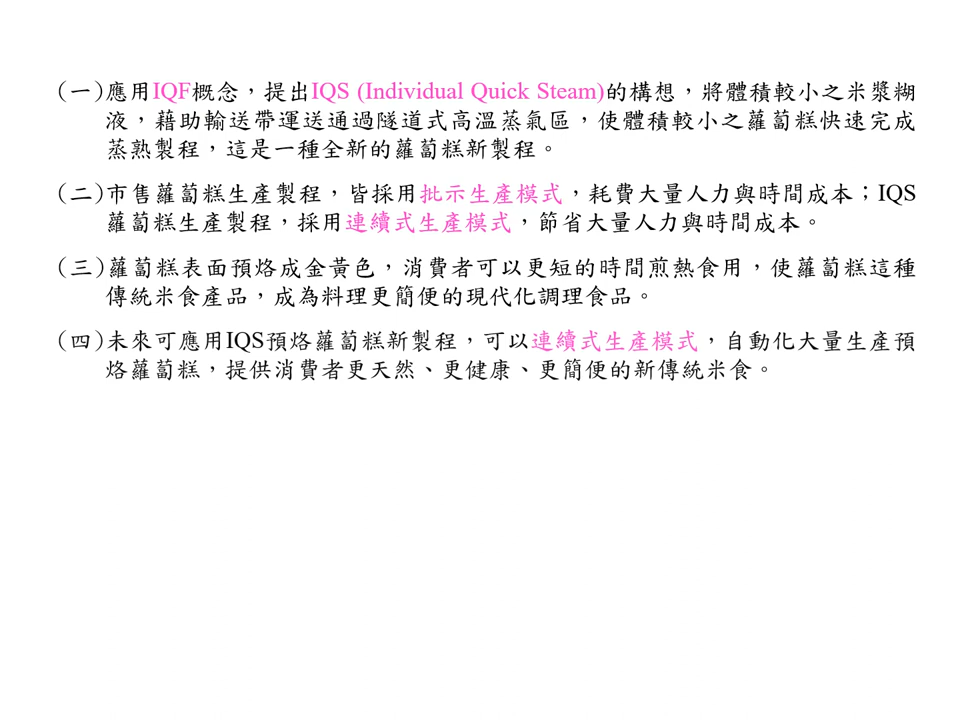 (一)應用IQF概念，提出IQS (Individual Quick Steam)的構想，將體積較小之米漿糊
液，藉助輸送帶運送通過隧道式高溫蒸氣區，使體積較小之蘿蔔糕快速完成
蒸熟製程，這是一種全新的蘿蔔糕新製程。
(二)市售蘿蔔糕生產製程，皆採用批示生產模式，耗費大量人力與時間成本；IQS
蘿蔔糕生產製程，採用連續式生產模式，節省大量人力與時間成本。
(三)蘿蔔糕表面預烙成金黃色，消費者可以更短的時間煎熱食用，使蘿蔔糕這種
傳統米食產品，成為料理更簡便的現代化調理食品。
(四)未來可應用IQS預烙蘿蔔糕新製程，可以連續式生產模式，自動化大量生產預
烙蘿蔔糕，提供消費者更天然、更健康、更簡便的新傳統米食。